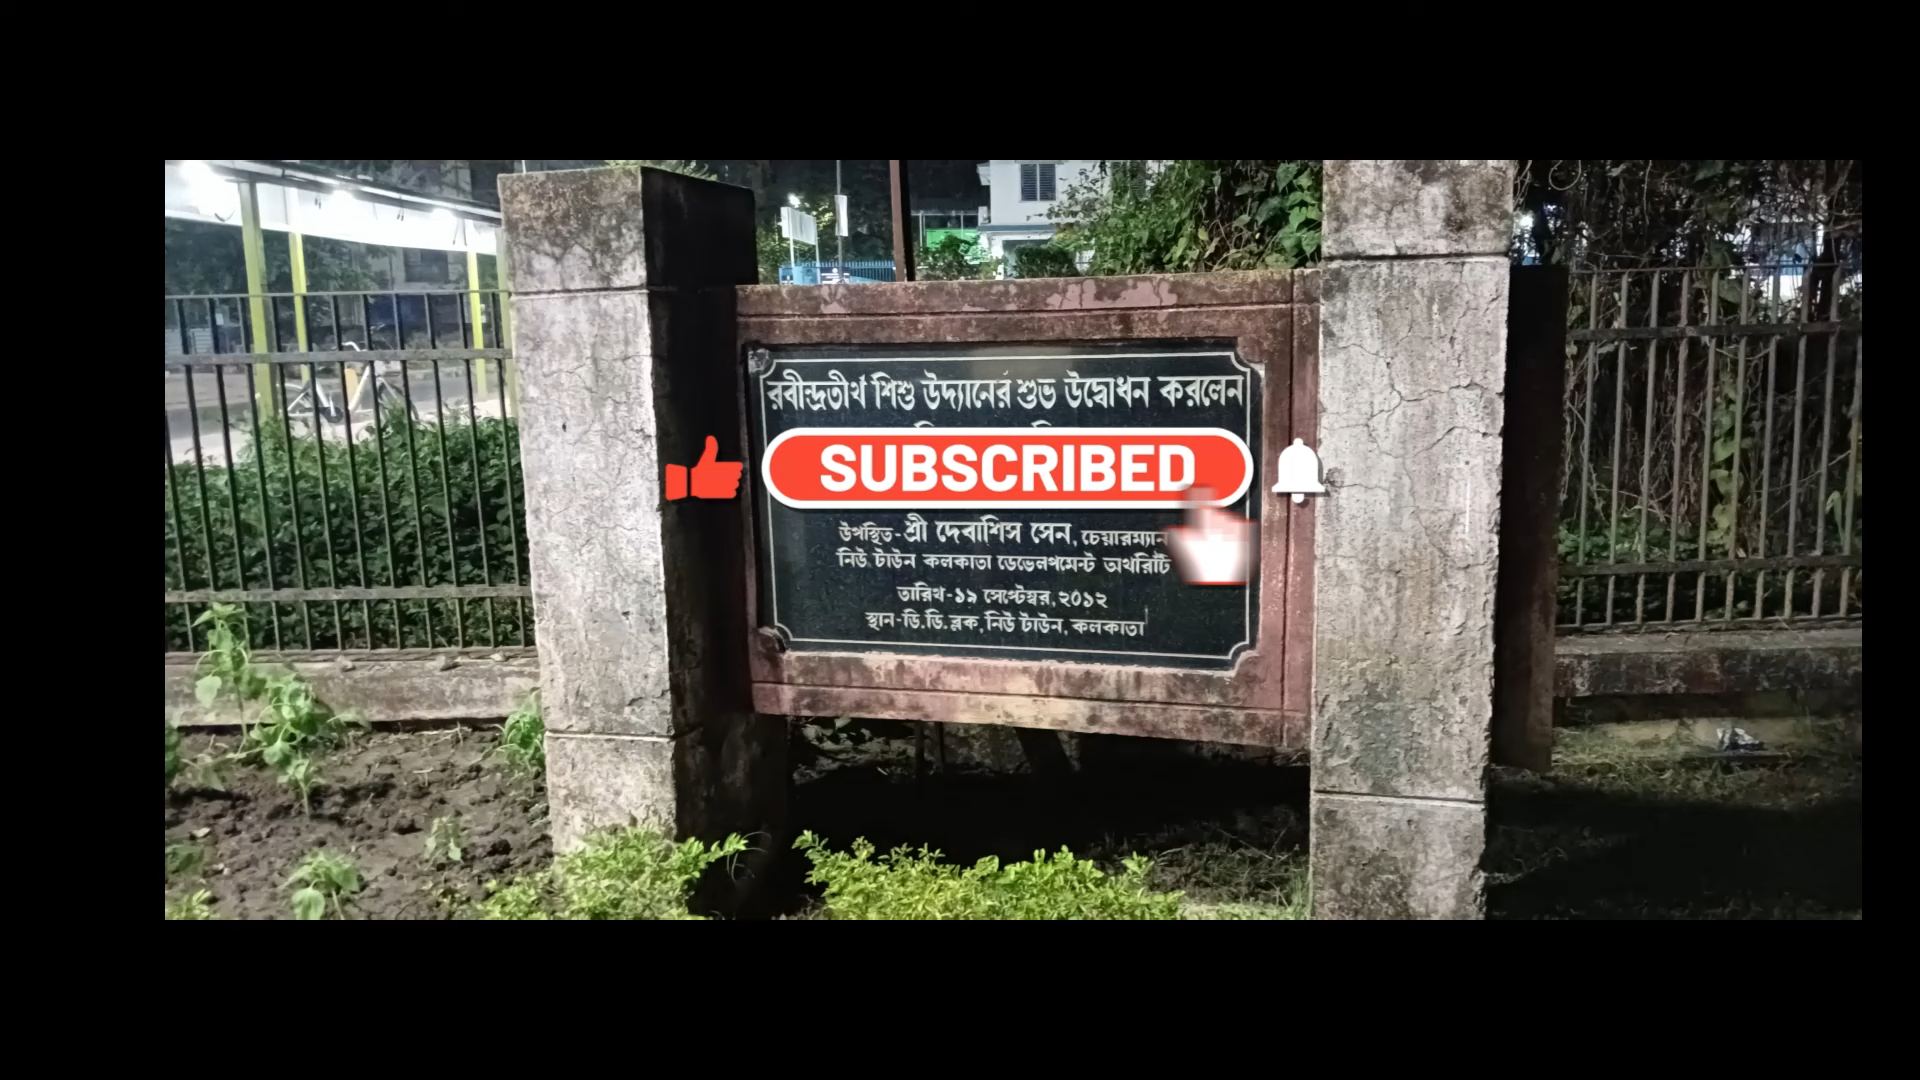 রবীন্দ্রতীর্থ শিশু উদ্যানের শুভ উদ্বোধন করলেন
SUBSCRIBED
উপস্থিত-শ্রী দেবাশিস সেন, চেয়ারম্যান
নিউ টাউন কলকাতা ডেভেলপমেন্ট অথরিটি
তারিখ-১৯ সেপ্টেম্বর, ২০১২
স্থান-ডি.ডি.ব্লক, নিউ টাউন, কলকাতা